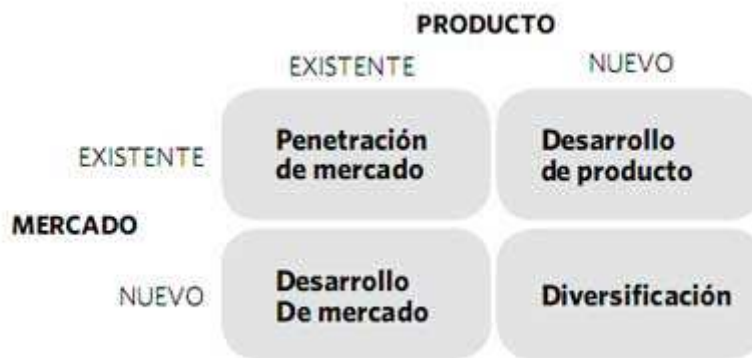 PRODUCTO
EXISTENTE NUEVO
EXISTENTE
Penetración
de mercado
Desarrollo
de producto
MERCADO
NUEVO
Desarrollo
De mercado
Diversificación